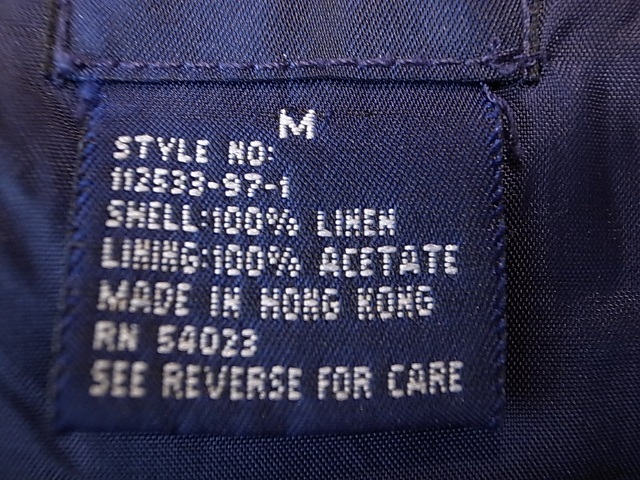 M
STYLE NO:
113533-97-1
SHELL:100% LINEN
LINING:100% ACETATE
MADE IN HONG KONG
RN 54023
SEE REVERSE FOR CARE